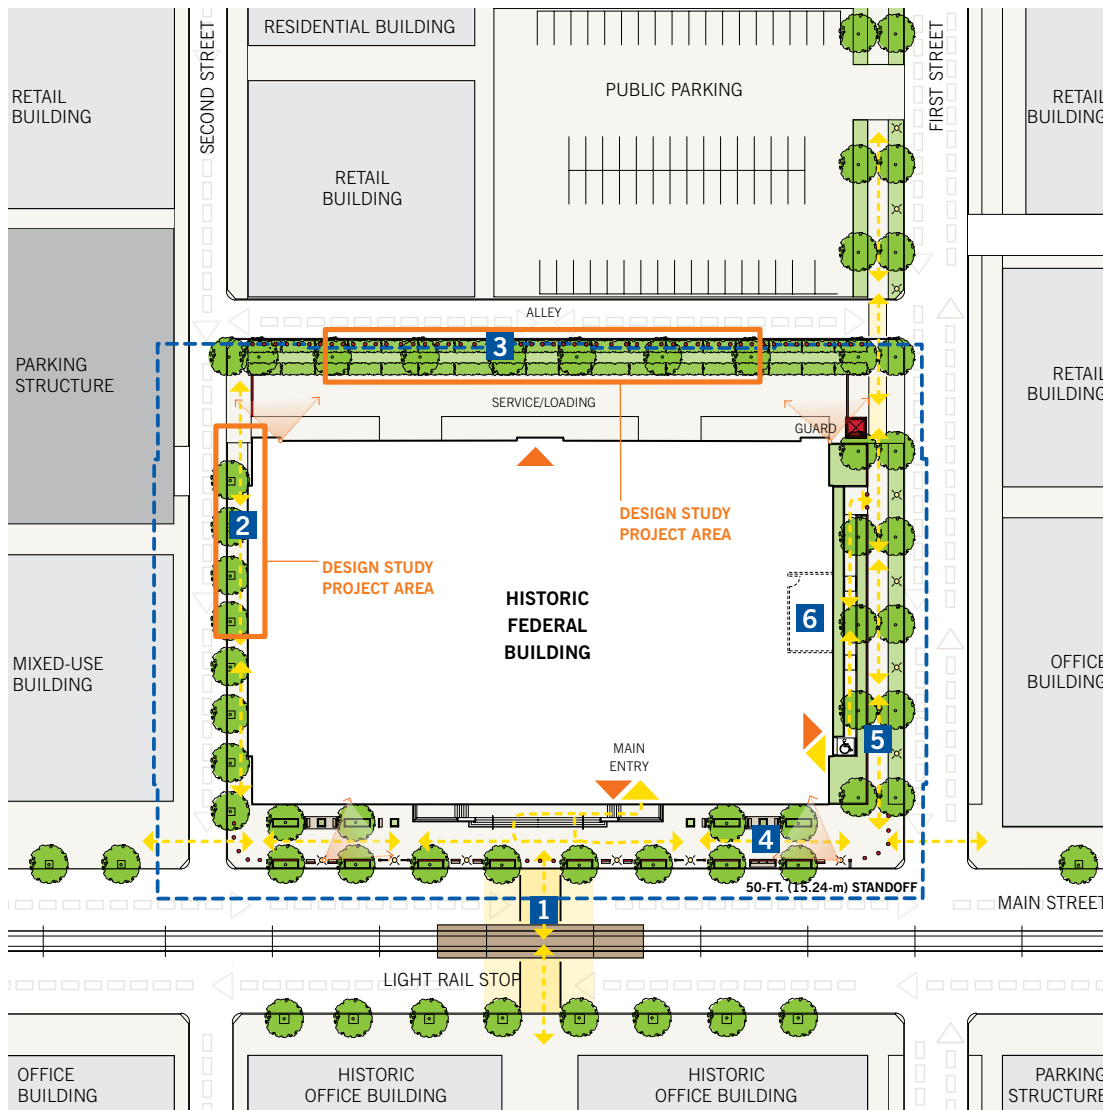 RESIDENTIAL BUILDING
SECOND STREET
FIRST STREET
RETAIL
BUILDING
PUBLIC PARKING
RETAIL
BUILDING
RETAIL
BUILDING
ALLEY
3
PARKING
STRUCTURE
SERVICE/LOADING
GUARD
RETAIL
BUILDING
2
DESIGN STUDY
PROJECT AREA
DESIGN STUDY
PROJECT AREA
HISTORIC
FEDERAL
BUILDING
6
MIXED-USE
BUILDING
OFFICE
BUILDING
MAIN
ENTRY
5
4
50-FT. (15.24-m) STANDOFF
1
MAIN STREET
LIGHT RAIL STOP
OFFICE
BUILDING
HISTORIC
OFFICE BUILDING
HISTORIC
OFFICE BUILDING
PARKING
STRUCTURE